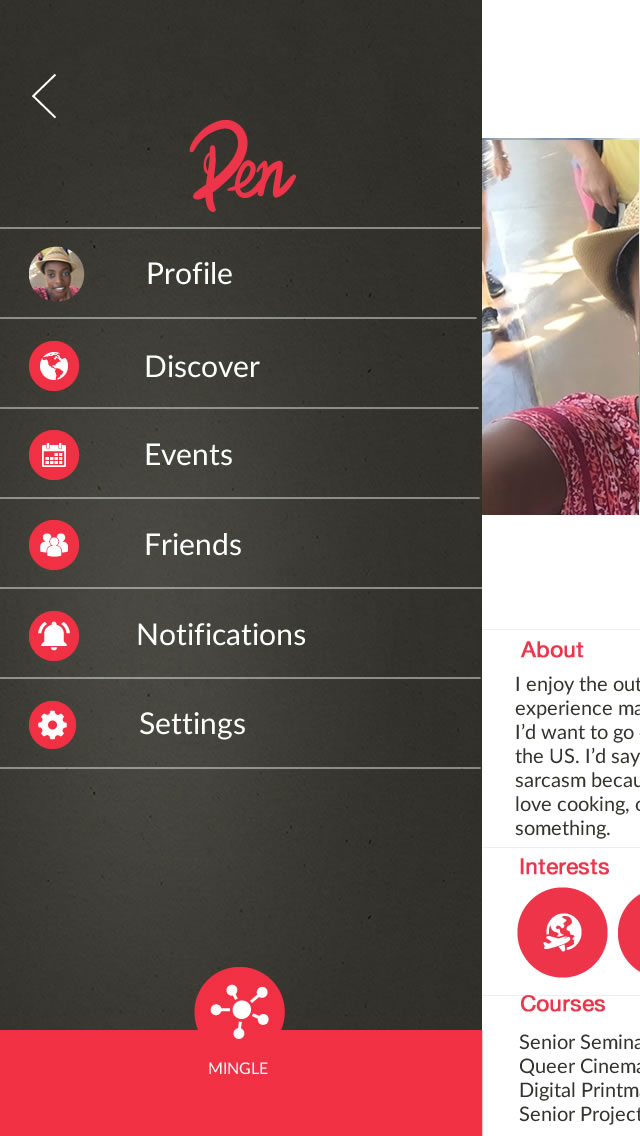 Pen
Profile
Discover
Events
Friends
Notifications
Settings
MINGLE
About
I enjoy the out
experience ma
I'd want to go
the US. I'd say
sarcasm becau
love cooking,
something.
Interests
Courses
Senior Semina
Queer Cinema
Digital Printm
Senior Project